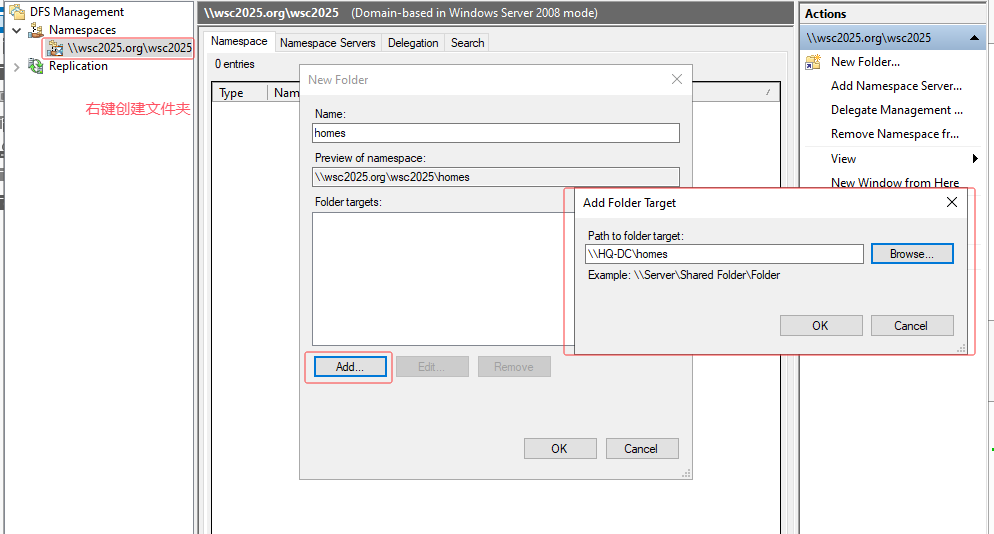 DFS Management
Namespaces
\\wsc2025.org\wsc2025
Replication
右键创建文件夹
\\wsc2025.org\wsc2025 (Domain-based in Windows Server 2008 mode)
Namespace Namespace Servers Delegation Search
0 entries
Type
New Folder
Name:
homes
Preview of namespace:
\\wsc2025.org\wsc2025\homes
Folder targets:
Add... Edit... Remove
OK Cancel
Add Folder Target
Path to folder target:
\\HQ-DC\homes
Browse...
Example: \\Server\Shared Folder\Folder
OK Cancel
Actions
\\wsc2025.org\wsc2025
New Folder...
Add Namespace Server...
Delegate Management ...
Remove Namespace fr...
View
New Window from Here